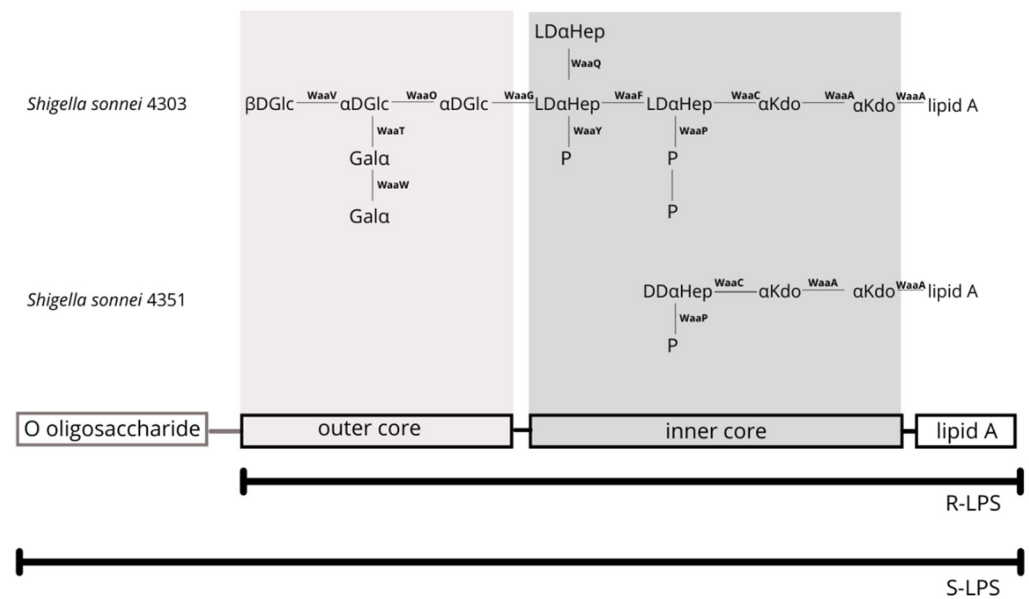 LDαHep
WaaQ
Shigella sonnei 4303 βDGlc WaaV αDGlc WaaO αDGlc WaaG LDαHep WaaF LDαHep WaaC αKdo WaaA αKdo WaaA lipid A
WaaT WaaY WaaP
Galα P P
WaaW
Galα P
Shigella sonnei 4351 DDαHep WaaC αKdo WaaA αKdo WaaA lipid A
WaaP
P
O oligosaccharide outer core inner core lipid A
R-LPS
S-LPS